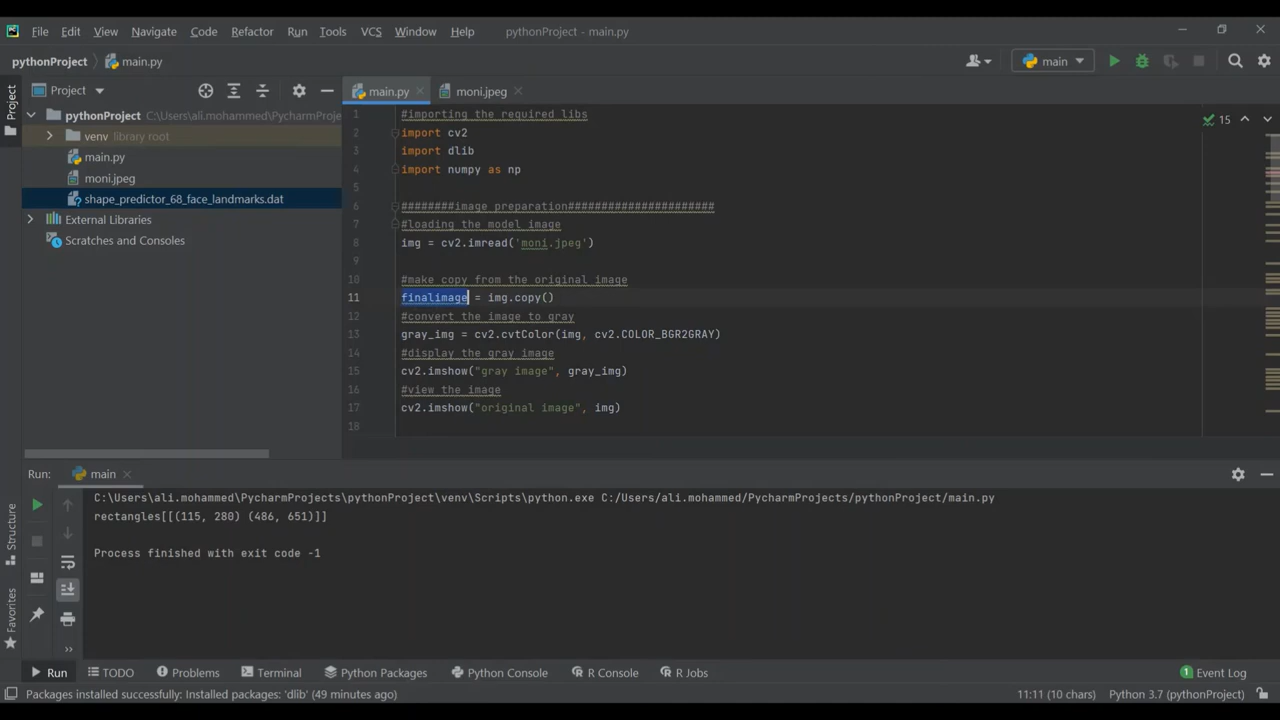 File Edit View Navigate Code Refactor Run Tools VCS Window Help pythonProject - main.py
pythonProject main.py main
Project main.py moni.jpeg
Project
pythonProject C:\Users\ali.mohammed\PycharmProje
venv library root
main.py
moni.jpeg
shape_predictor_68_face_landmarks.dat
External Libraries
Scratches and Consoles
15
1 #importing the required libs
2 import cv2
3 import dlib
4 import numpy as np
5
6 ########image preparation######################
7 #loading the model image
8 img = cv2.imread('moni.jpeg')
9
10 #make copy from the original image
11 finalimage = img.copy()
12 #convert the image to gray
13 gray_img = cv2.cvtColor(img, cv2.COLOR_BGR2GRAY)
14 #display the gray image
15 cv2.imshow("gray image", gray_img)
16 #view the image
17 cv2.imshow("original image", img)
18
Run: main
C:\Users\ali.mohammed\PycharmProjects\pythonProject\venv\Scripts\python.exe C:/Users/ali.mohammed/PycharmProjects/pythonProject/main.py
rectangles[[(115, 280) (486, 651)]]
Process finished with exit code -1
Structure
Favorites
Run TODO Problems Terminal Python Packages Python Console R Console R Jobs 1 Event Log
Packages installed successfully: Installed packages: 'dlib' (49 minutes ago) 11:11 (10 chars) Python 3.7 (pythonProject)